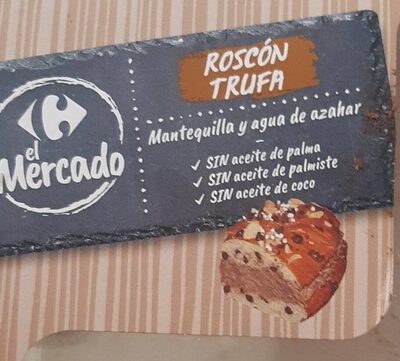 el
Mercado
ROSCÓN
TRUFA
Mantequilla y agua de azahar
✓ SIN aceite de palma
✓ SIN aceite de palmiste
✓ SIN aceite de coco